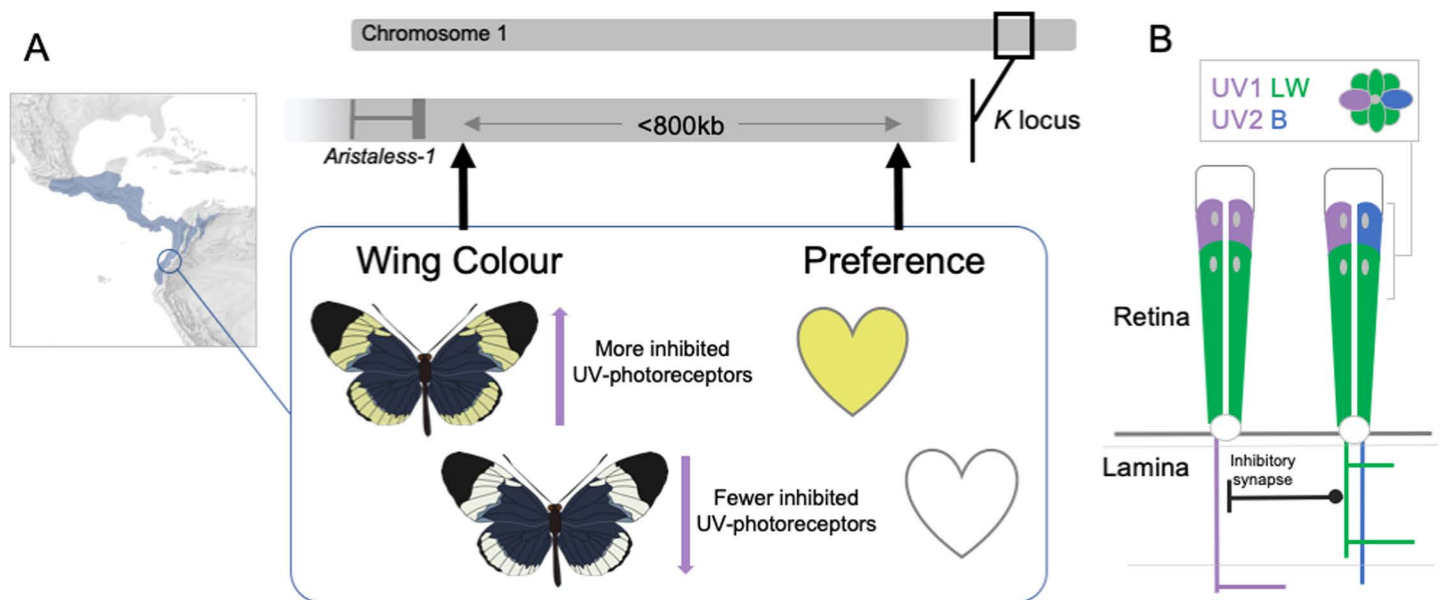 A
Chromosome 1
<800kb
K locus
Aristaless-1
Wing Colour
Preference
More inhibited
UV-photoreceptors
Fewer inhibited
UV-photoreceptors
B
UV1 LW
UV2 B
Retina
Lamina
Inhibitory
synapse